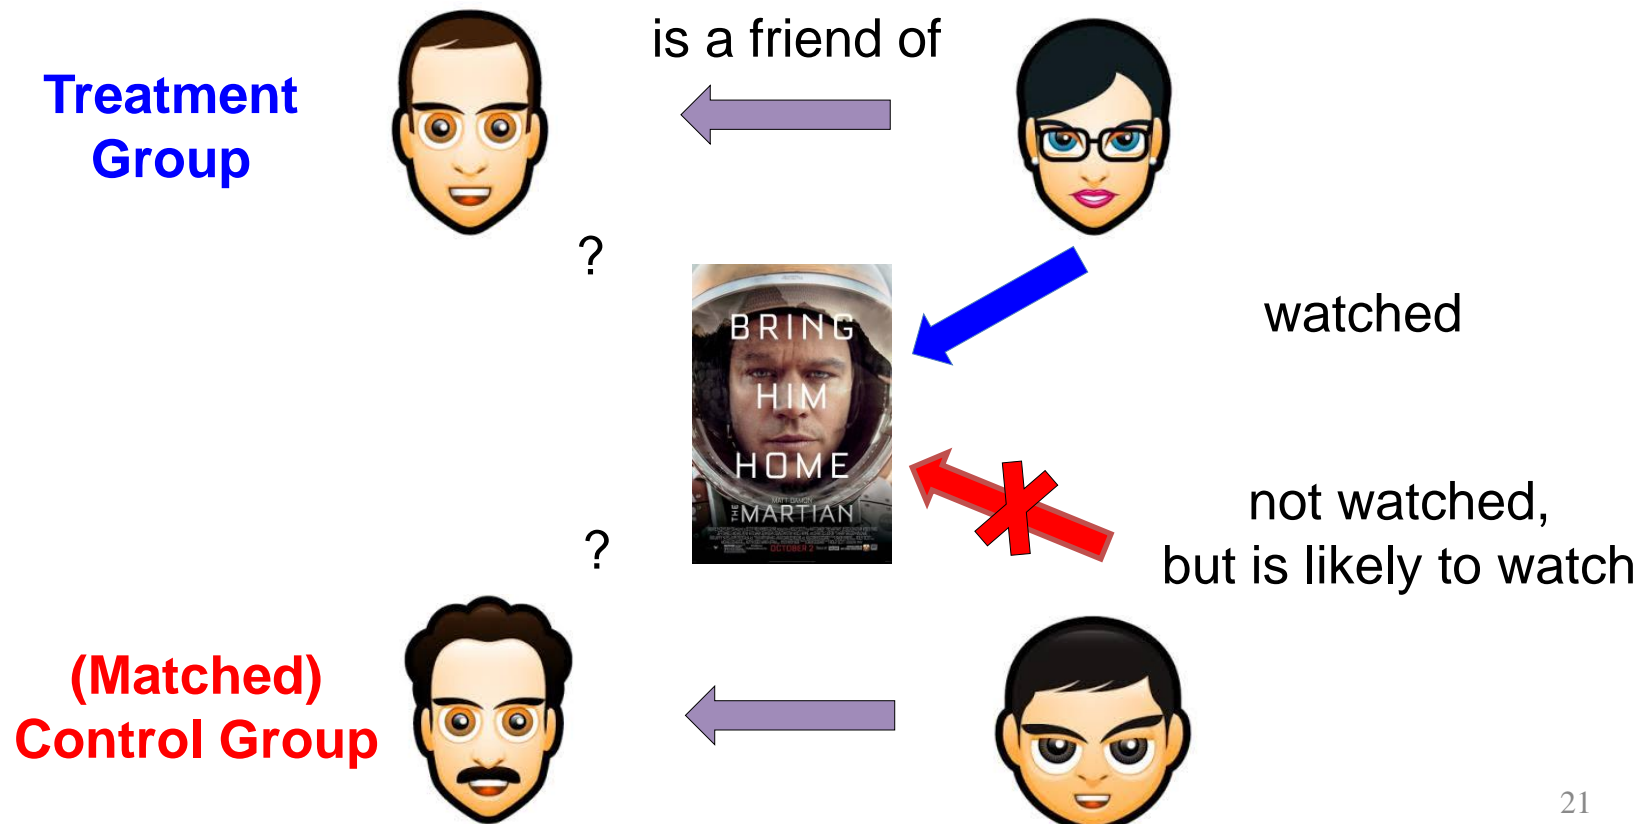 is a friend of
Treatment
Group
?
watched
BRING
HIM
HOME
MATT DAMON
THE MARTIAN
OCTOBER 2
not watched,
but is likely to watch
?
(Matched)
Control Group
21